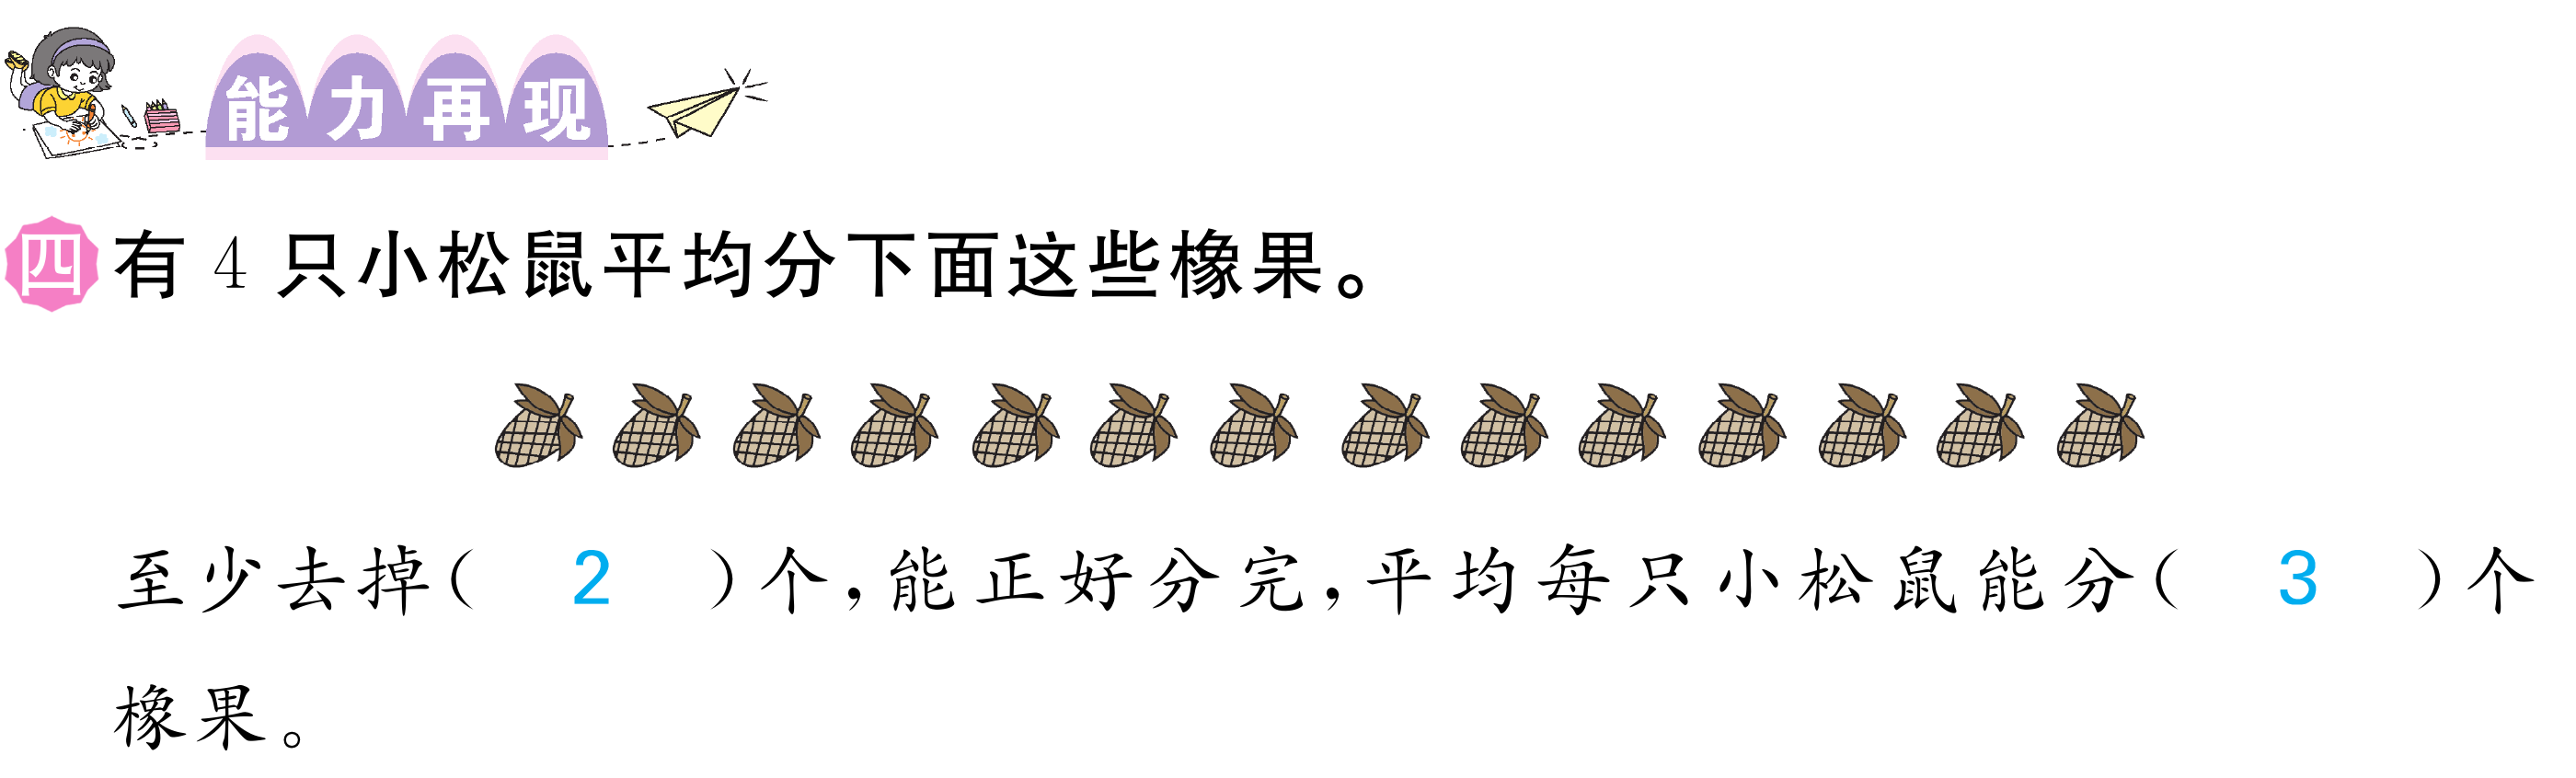 能力再现
四 有 4 只小松鼠平均分下面这些橡果。
至少去掉( 2 )个,能正好分完,平均每只小松鼠能分( 3 )个
橡果。